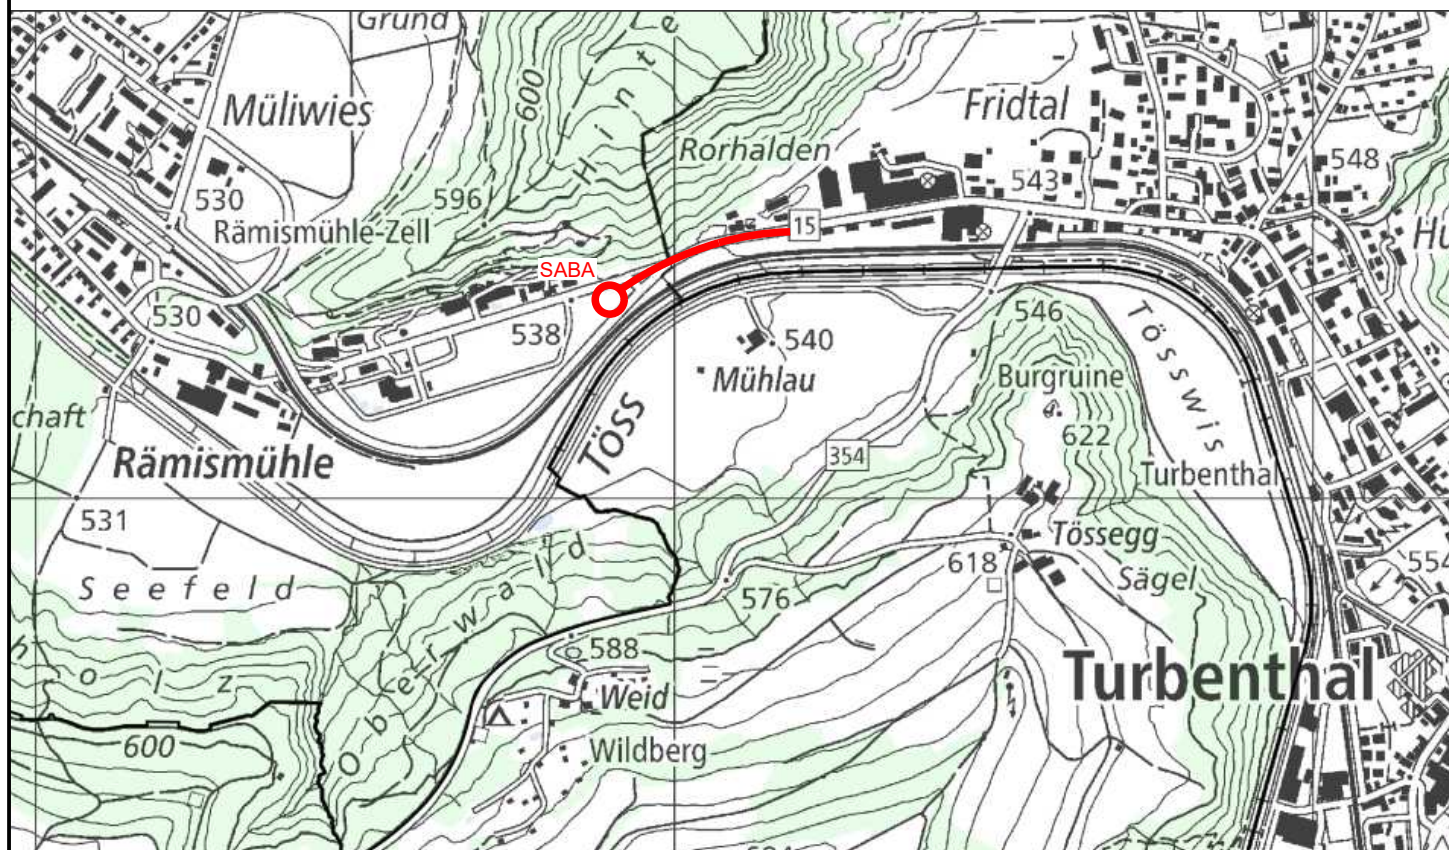 Grund
600
Hinte
Müliwies
Fridtal
Rorhalden
548
543
530
596
Rämismühle-Zell
15
SABA
530
538
540
546
Tösswis
Mühlau
Burgruine
chaft
TÖSS
622
Rämismühle
354
Turbenthal
531
Tössegg
618
Sägel
554
Seefeld
576
Oberwald
588
holz
Turbenthal
Weid
600
Wildberg